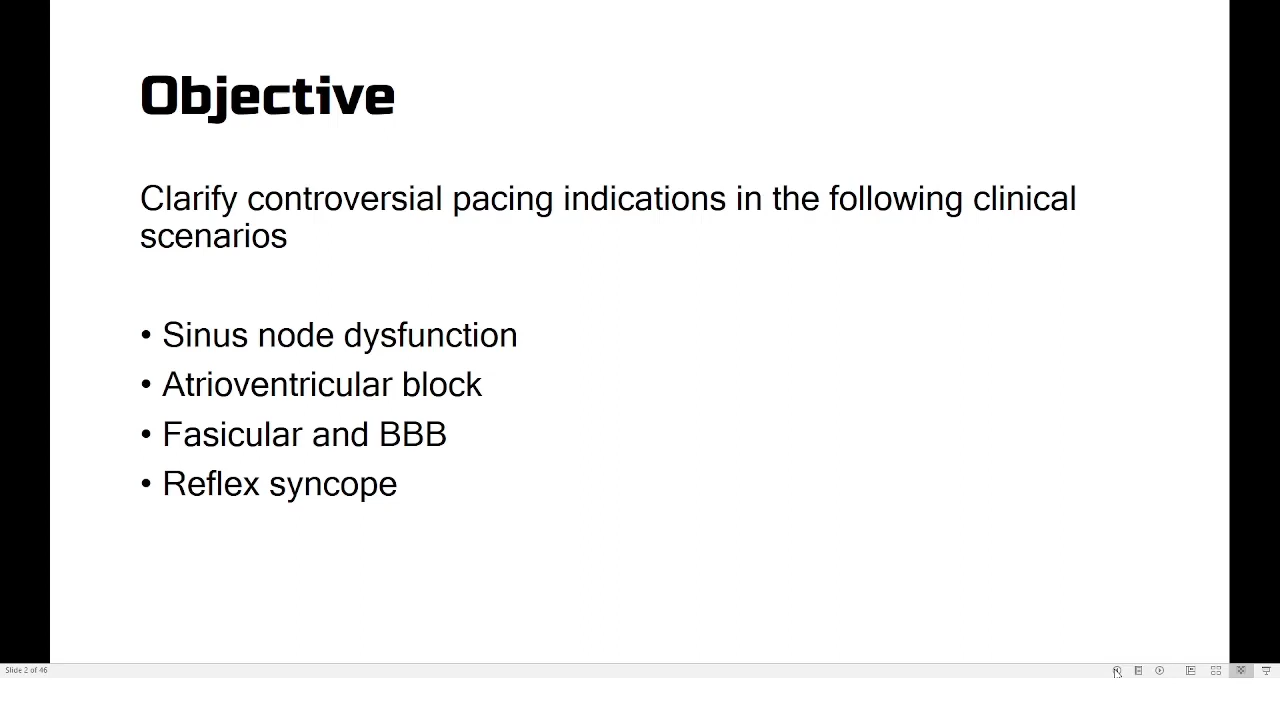 Objective
Clarify controversial pacing indications in the following clinical
scenarios
• Sinus node dysfunction
• Atrioventricular block
• Fasicular and BBB
• Reflex syncope
Slide 2 of 46